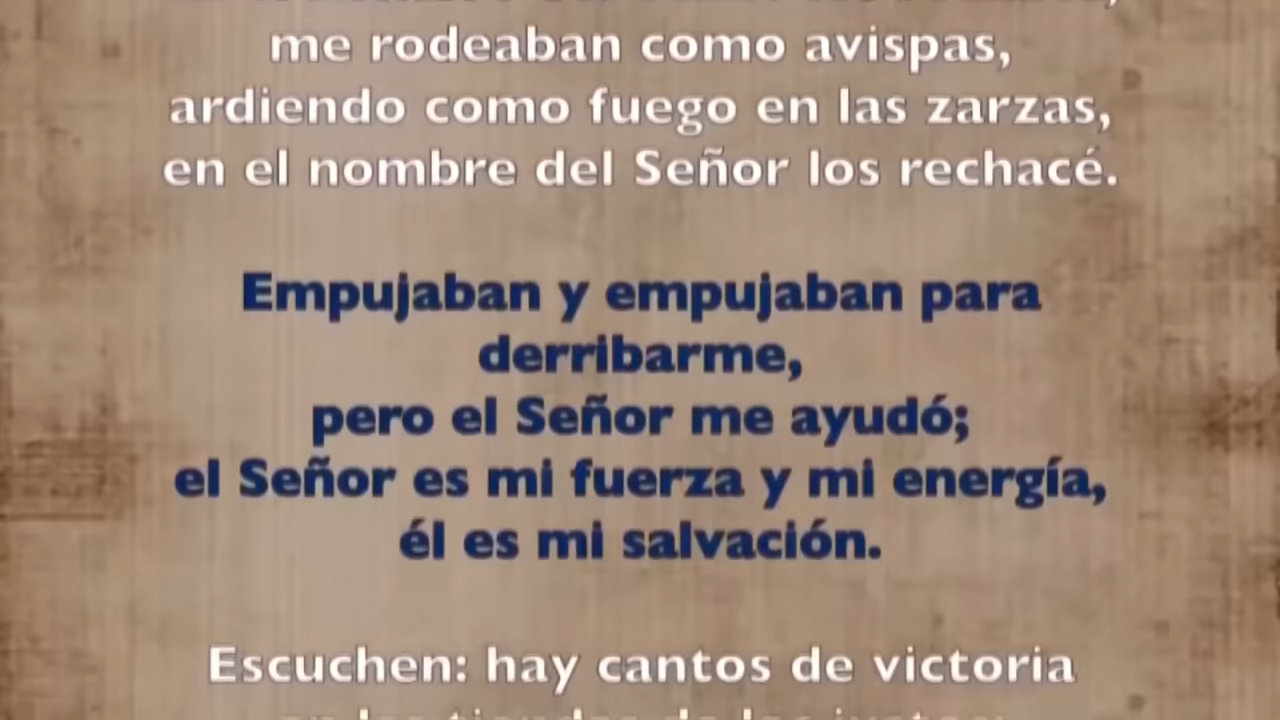 me rodeaban como avispas,
ardiendo como fuego en las zarzas,
en el nombre del Señor los rechacé.
Empujaban y empujaban para
derribarme,
pero el Señor me ayudó;
el Señor es mi fuerza y mi energía,
él es mi salvación.
Escuchen: hay cantos de victoria